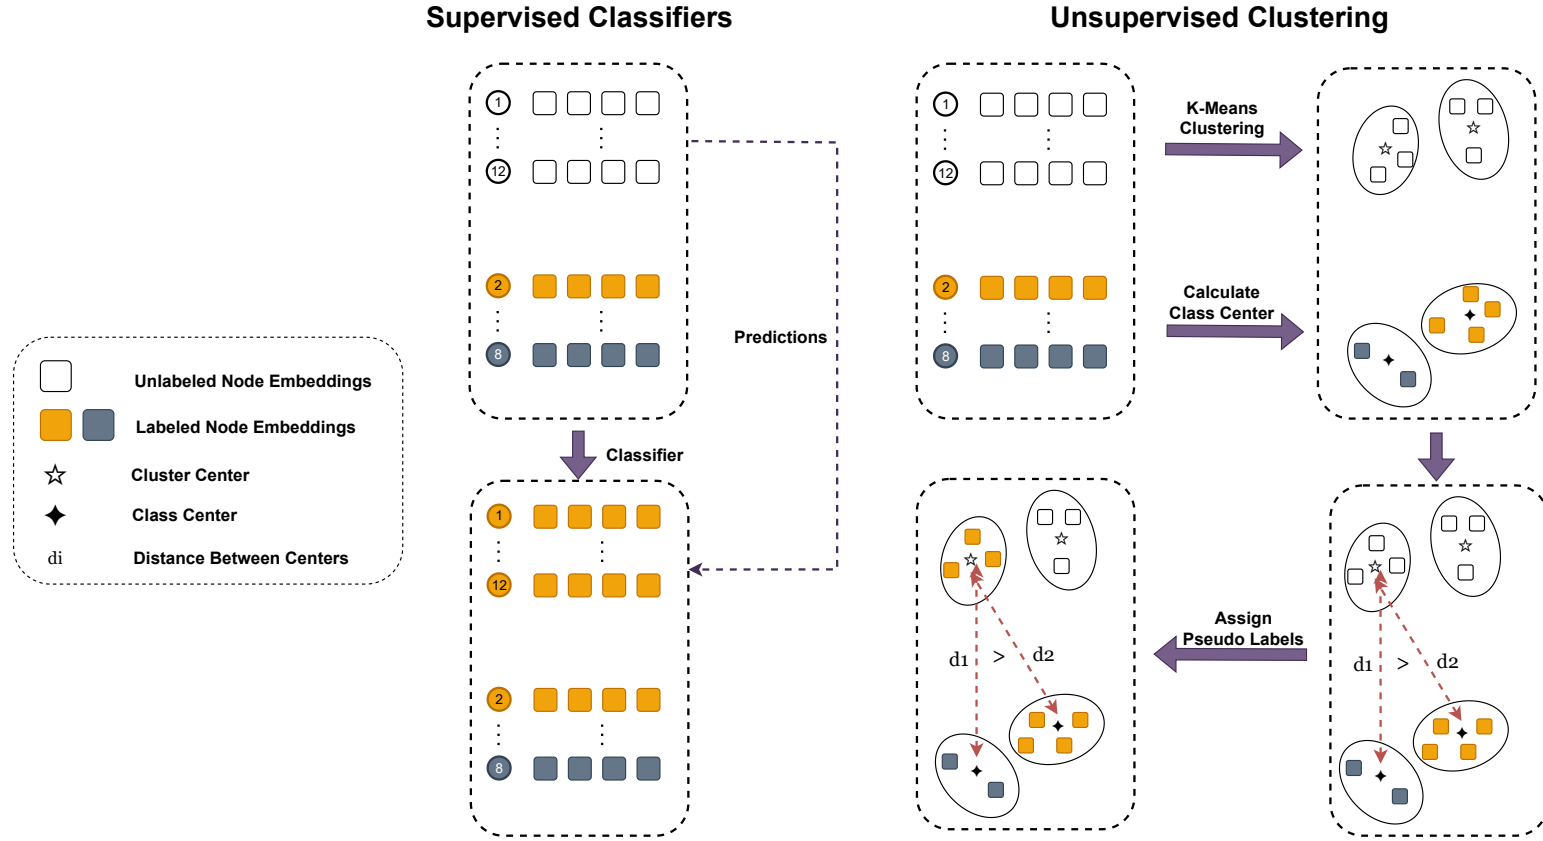 Supervised Classifiers
Unsupervised Clustering
1
12
2
8
Predictions
Classifier
1
12
2
8
Unlabeled Node Embeddings
Labeled Node Embeddings
Cluster Center
Class Center
di Distance Between Centers
1
12
2
8
K-Means
Clustering
Calculate
Class Center
d1 > d2
Assign
Pseudo Labels
d1 > d2